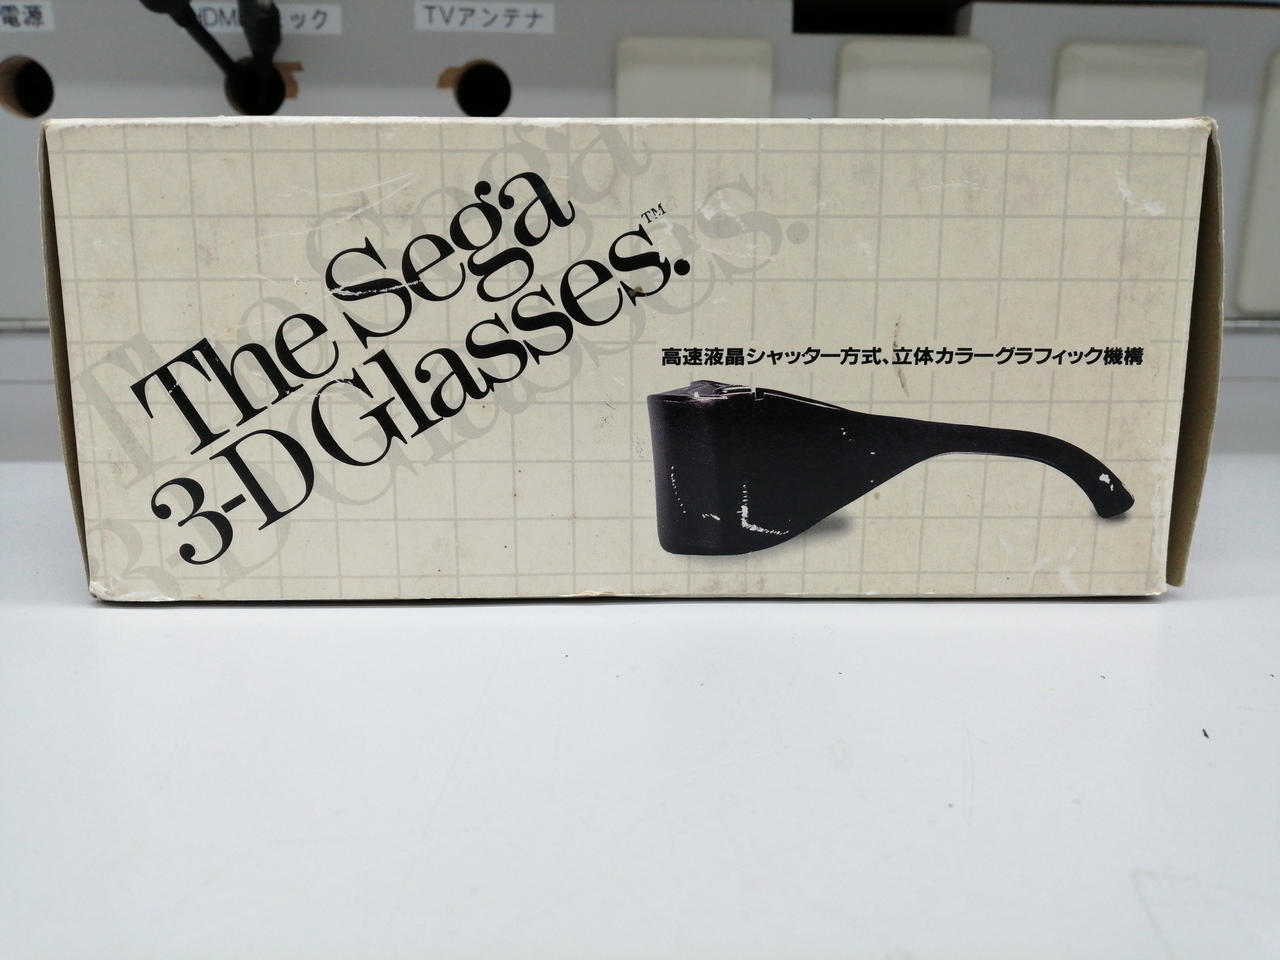 電源
TVアンテナ
The Sega
3-D Glasses.™
高速液晶シャッター方式、立体カラーグラフィック機構